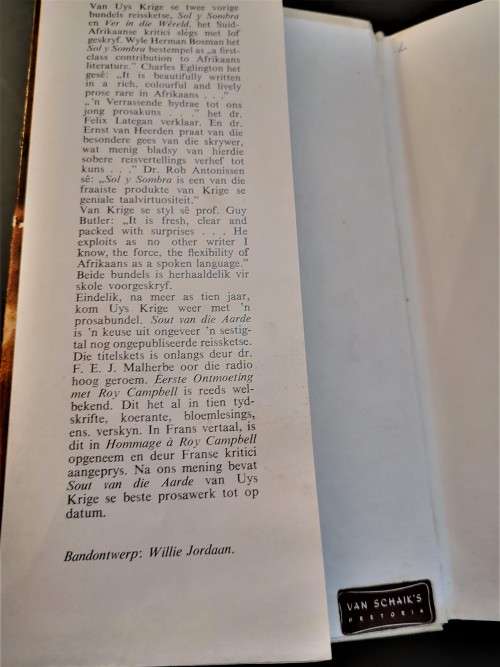 Van Uys Krige se twee vorige
bundels reissketse, Sol y Sombra
en Ver in die Wêreld, het Suid-
Afrikaanse kritici slegs met lof
geskryf. Wyle Herman Bosman het
Sol y Sombra bestempel as „a first-
class contribution to Afrikaans
literature.” Charles Eglington het
gesê: „It is beautifully written
in a rich, colourful and lively
prose rare in Afrikaans . . .”
„ ’n Verrassende bydrae tot ons
jong prosakuns . . .” het dr.
Felix Lategan verklaar. En dr.
Ernst van Heerden praat van die
besondere gees van die skrywer,
wat menig bladsy van hierdie
sobere reisvertellings verhef tot
kuns . . .” Dr. Rob Antonissen
sê: „Sol y Sombra is een van die
fraaiste produkte van Krige se
geniale taalvirtuositeit.”
Van Krige se styl sê prof. Guy
Butler: „It is fresh, clear and
packed with surprises . . . He
exploits as no other writer I
know, the force, the flexibility of
Afrikaans as a spoken language.”
Beide bundels is herhaaldelik vir
skole voorgeskryf.
Eindelik, na meer as tien jaar,
kom Uys Krige weer met ’n
prosabundel. Sout van die Aarde
is ’n keuse uit ongeveer ’n sestig-
tal nog ongepubliseerde reissketse.
Die titelskets is onlangs deur dr.
F. E. J. Malherbe oor die radio
hoog geroem. Eerste Ontmoeting
met Roy Campbell is reeds wel-
bekend. Dit het al in tien tyd-
skrifte, koerante, bloemlesings,
ens. verskyn. In Frans vertaal, is
dit in Hommage à Roy Campbell
opgeneem en deur Franse kritici
aangeprys. Na ons mening bevat
Sout van die Aarde van Uys
Krige se beste prosawerk tot op
datum.
Bandontwerp: Willie Jordaan.
VAN SCHAIK'S
PRETORIA